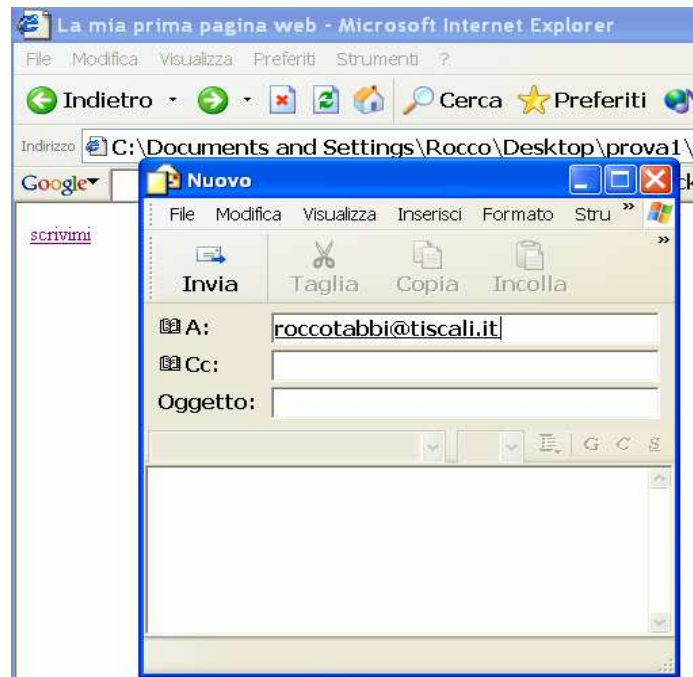 La mia prima pagina web - Microsoft Internet Explorer
File Modifica Visualizza Preferiti Strumenti ?
Indietro Cerca Preferiti
Indirizzo C:\Documents and Settings\Rocco\Desktop\prova1\
Google
Nuovo
scrivimi
File Modifica Visualizza Inserisci Formato Stru »
»
Invia Taglia Copia Incolla
A: roccotabbi@tiscali.it
Cc:
Oggetto:
G C S